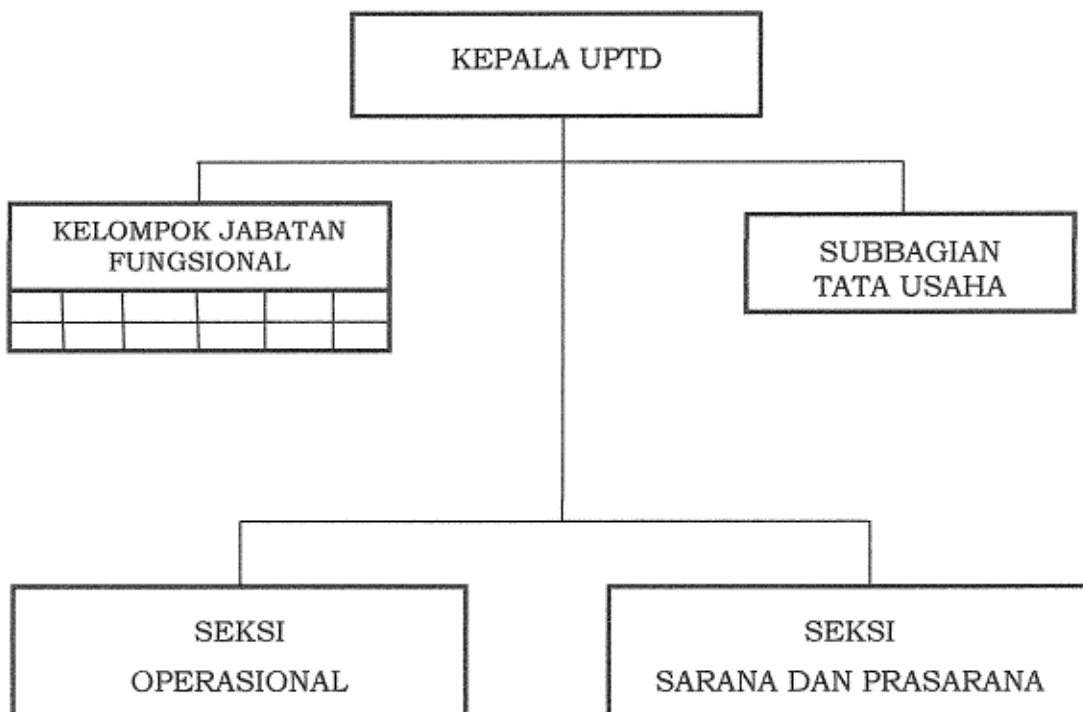 KEPALA UPTD
KELOMPOK JABATAN
FUNGSIONAL
SUBBAGIAN
TATA USAHA
SEKSI
OPERASIONAL
SEKSI
SARANA DAN PRASARANA